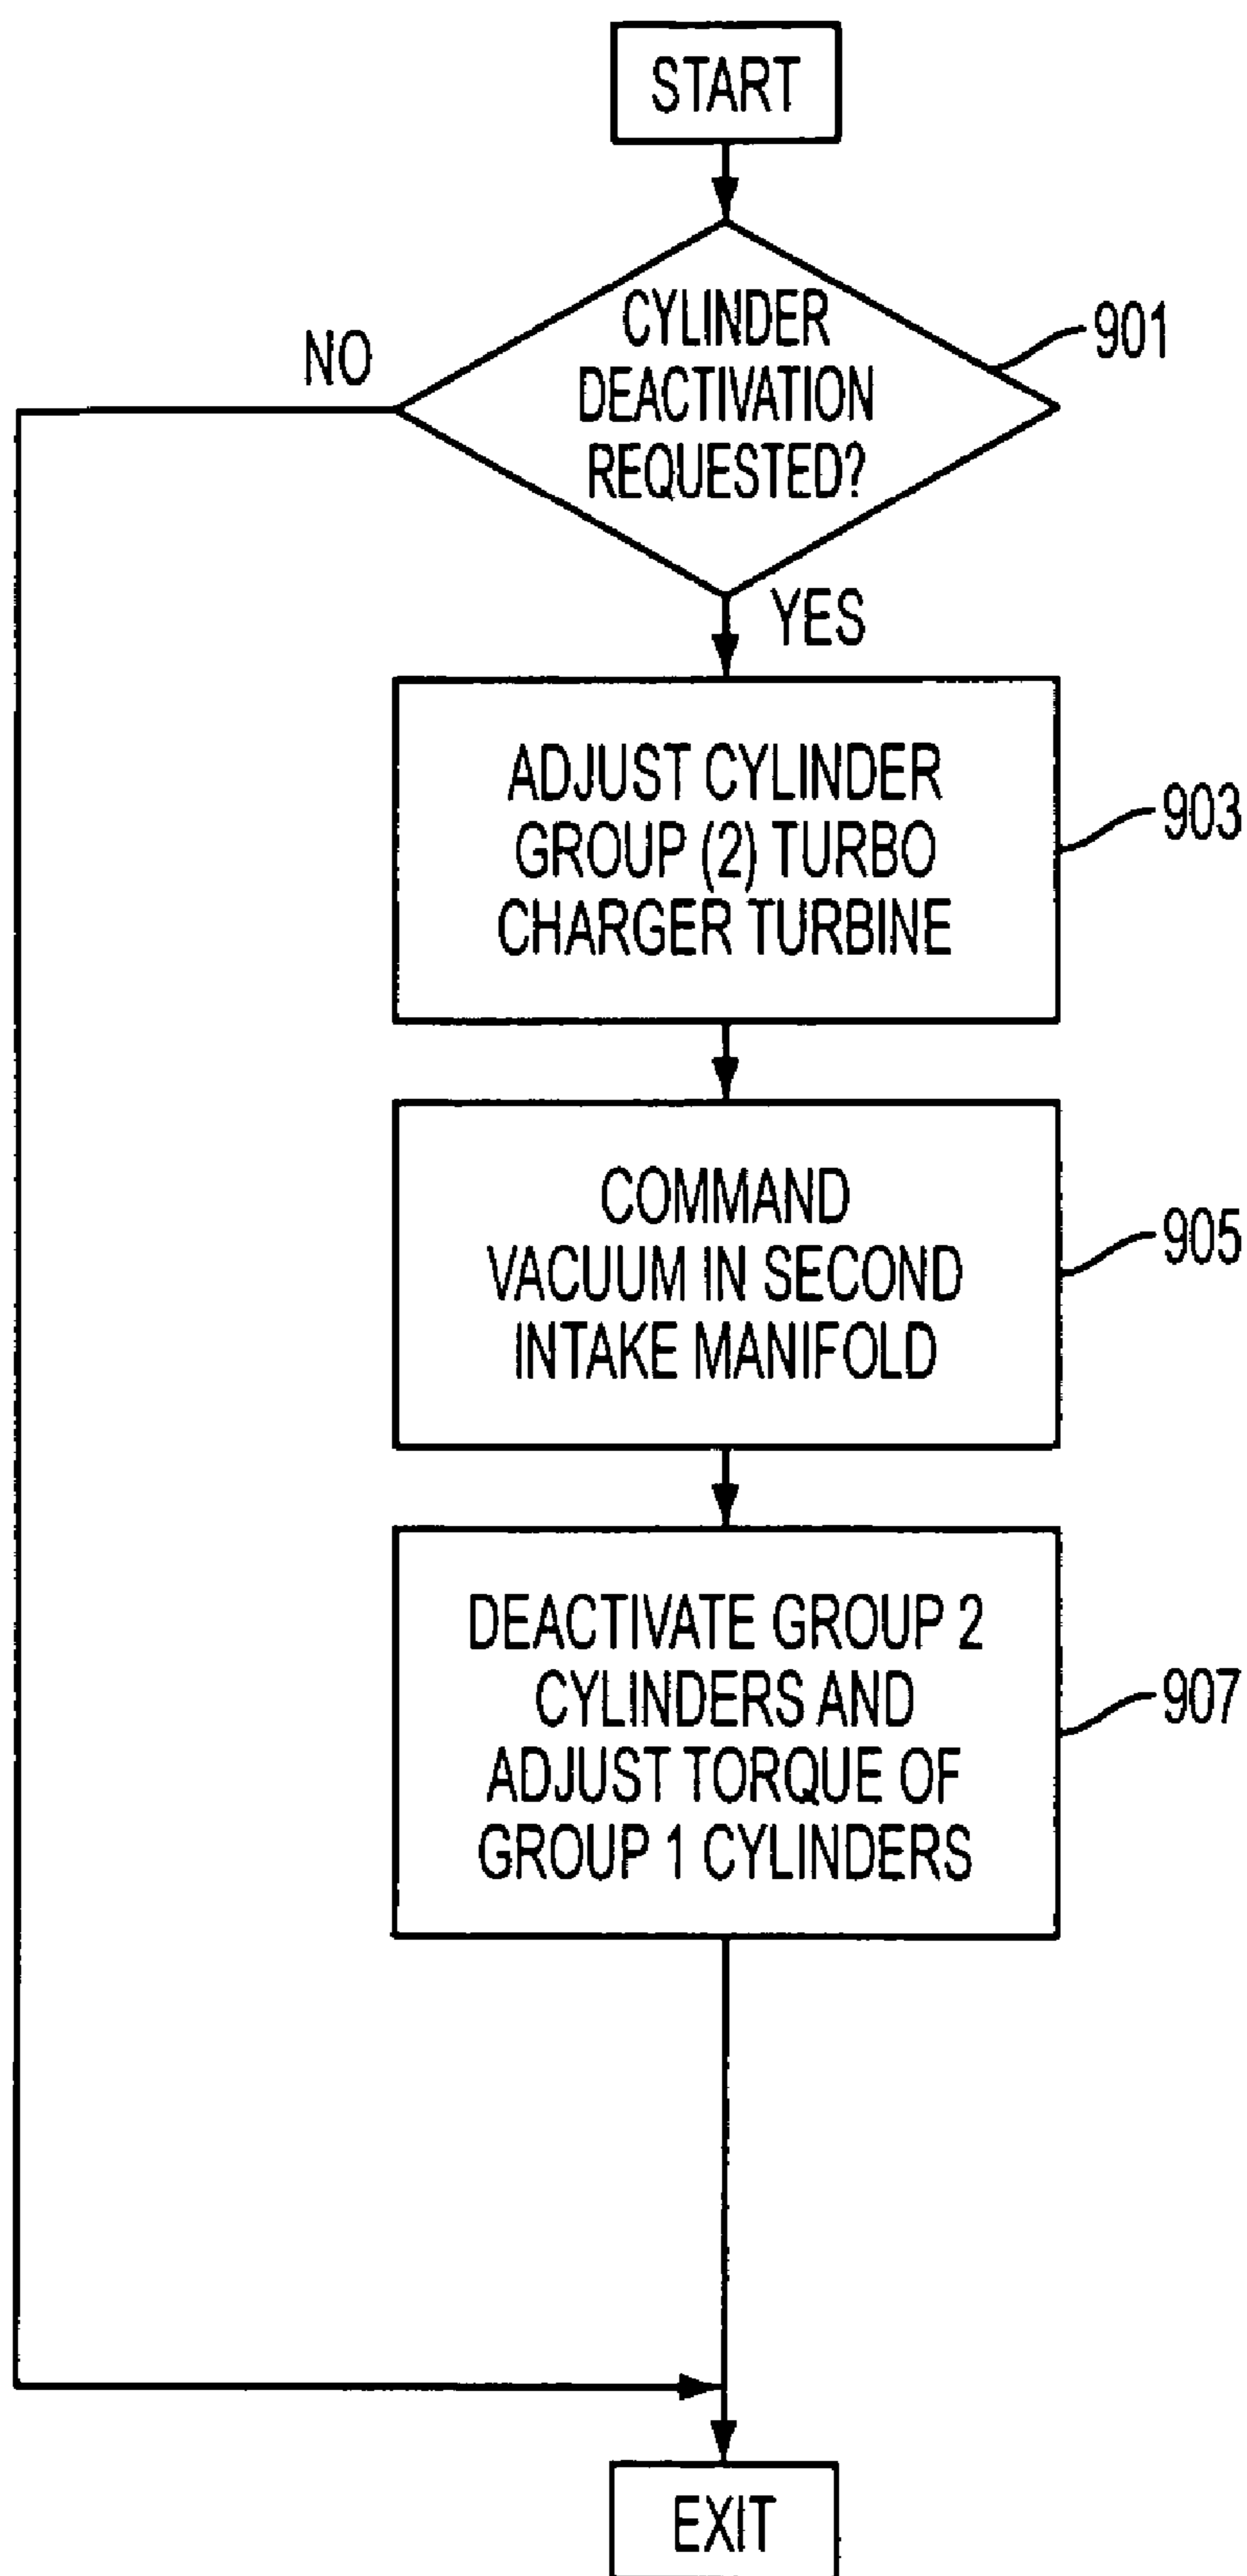 START
CYLINDER
DEACTIVATION
REQUESTED?
901
NO
YES
ADJUST CYLINDER
GROUP (2) TURBO
CHARGER TURBINE
903
COMMAND
VACUUM IN SECOND
INTAKE MANIFOLD
905
DEACTIVATE GROUP 2
CYLINDERS AND
ADJUST TORQUE OF
GROUP 1 CYLINDERS
907
EXIT